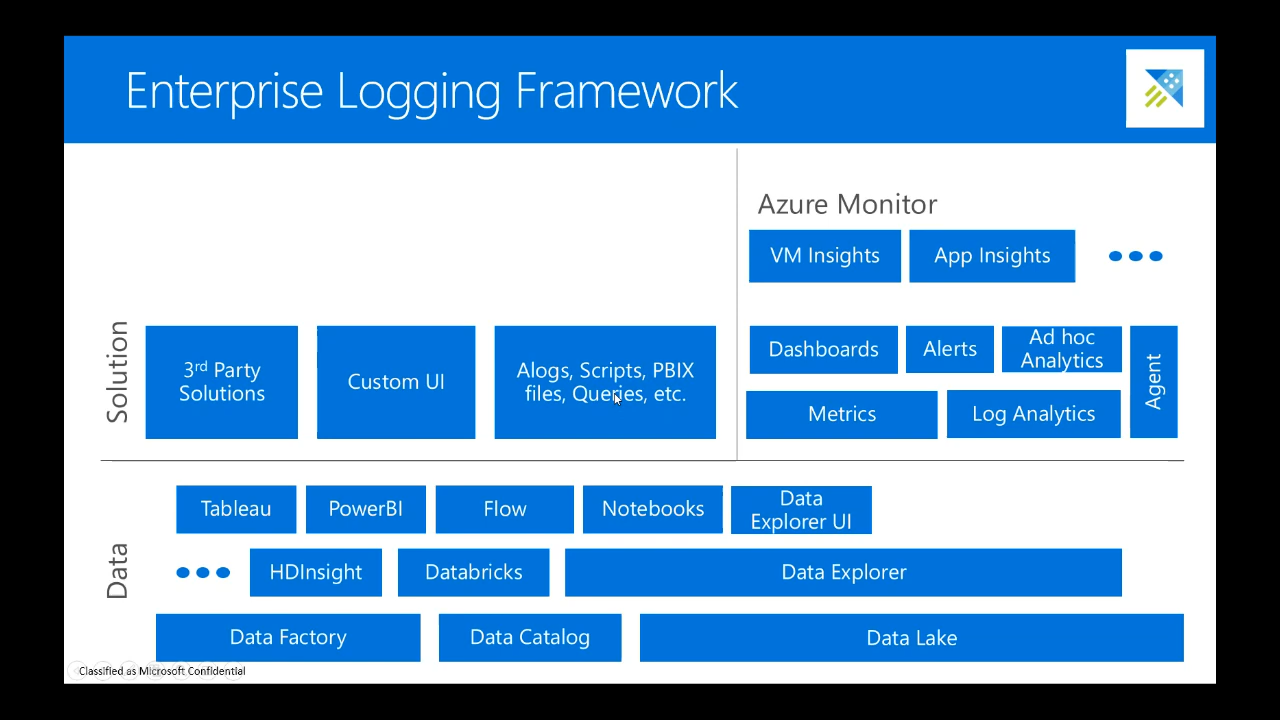 Enterprise Logging Framework
Azure Monitor
VM Insights
App Insights
Solution
3rd Party
Solutions
Custom UI
Alogs, Scripts, PBIX
files, Queries, etc.
Dashboards
Alerts
Ad hoc
Analytics
Agent
Metrics
Log Analytics
Data
Tableau
PowerBI
Flow
Notebooks
Data
Explorer UI
HDInsight
Databricks
Data Explorer
Data Factory
Data Catalog
Data Lake
Classified as Microsoft Confidential